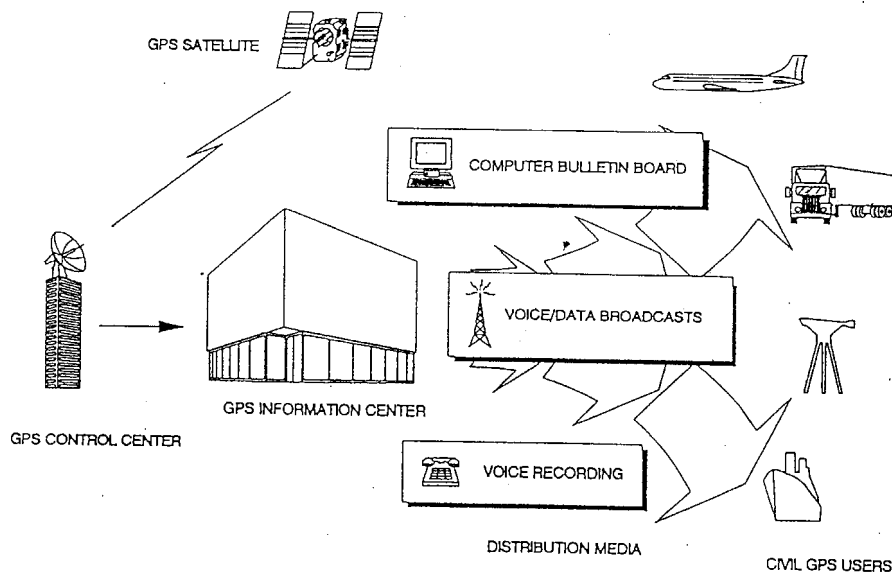 GPS SATELLITE
COMPUTER BULLETIN BOARD
VOICE/DATA BROADCASTS
GPS INFORMATION CENTER
GPS CONTROL CENTER
VOICE RECORDING
DISTRIBUTION MEDIA
CIVIL GPS USERS